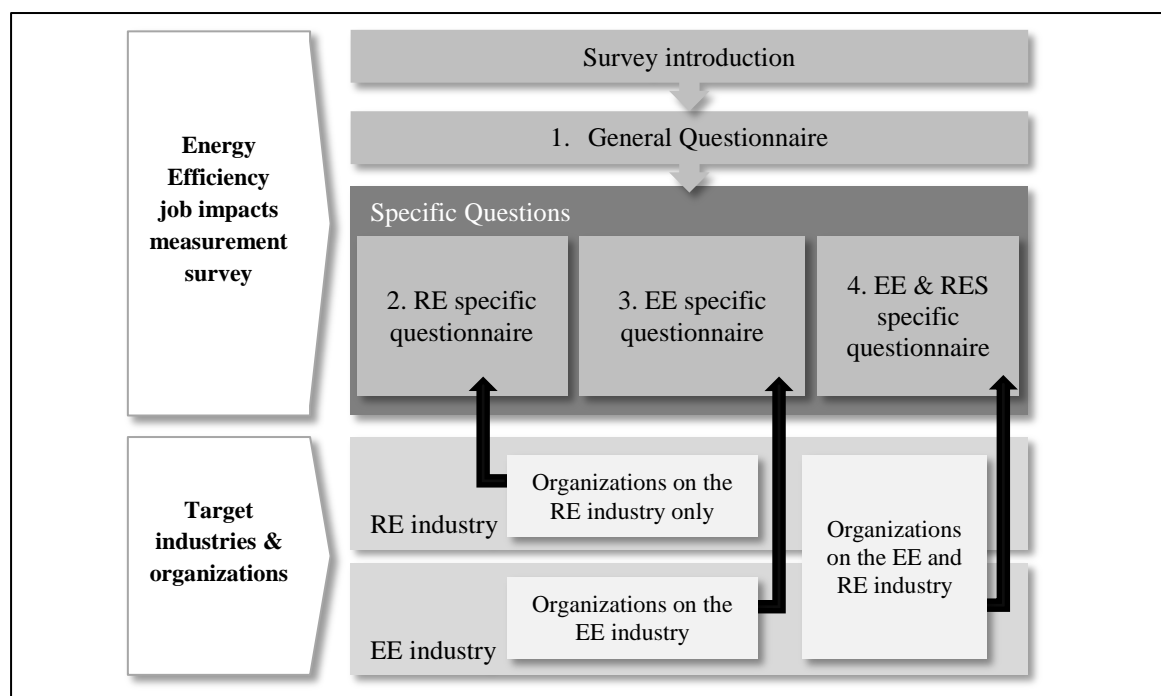 Energy
Efficiency
job impacts
measurement
survey
Survey introduction
1. General Questionnaire
Specific Questions
2. RE specific
questionnaire
3. EE specific
questionnaire
4. EE & RES
specific
questionnaire
Target
industries &
organizations
RE industry
Organizations on the
RE industry only
Organizations
on the EE and
RE industry
EE industry
Organizations on the
EE industry